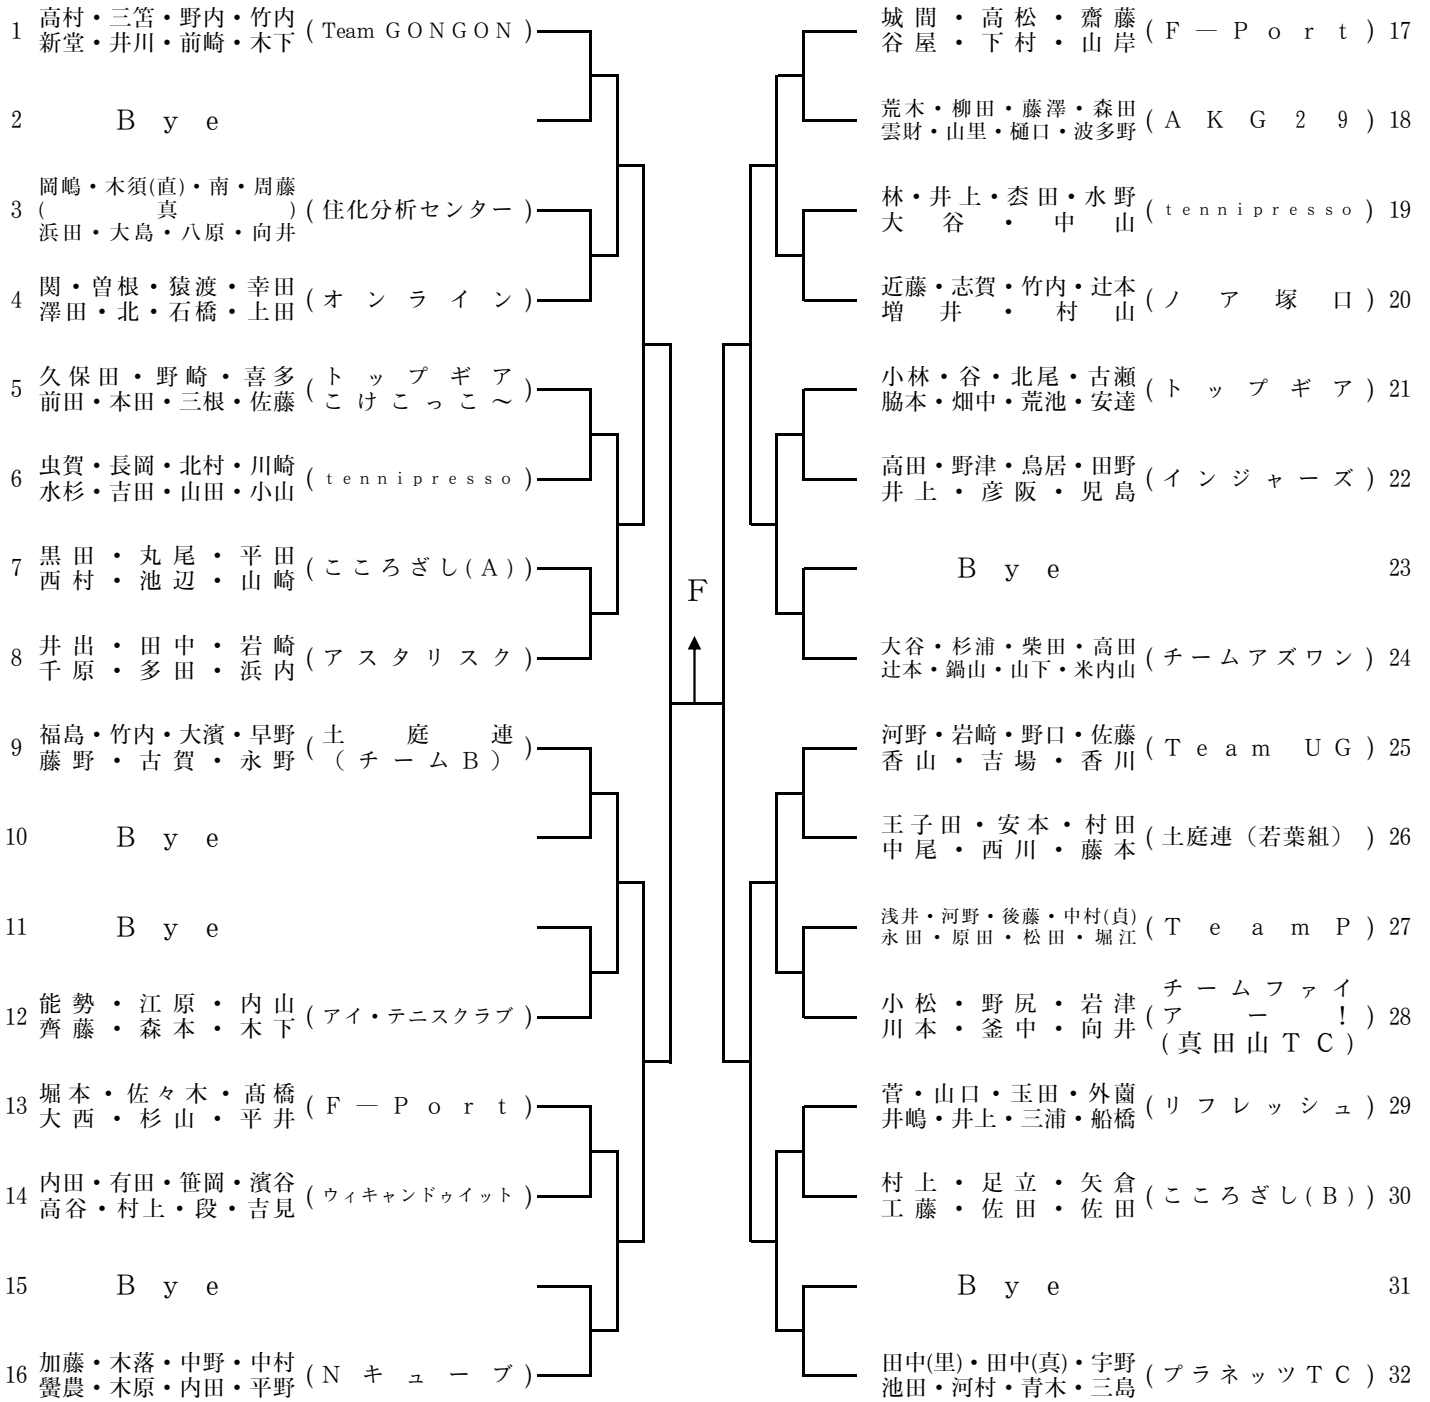 1 高村・三笘・野内・竹内 ( Team GONGON )
新堂・井川・前崎・木下
2 Bye
3 岡嶋・木須(直)・南・周藤
(真) ( 住化分析センター )
浜田・大島・八原・向井
4 関・曽根・猿渡・幸田 ( オンライン )
澤田・北・石橋・上田
5 久保田・野崎・喜多 ( トップギア
前田・本田・三根・佐藤 こけこっこ～ )
6 虫賀・長岡・北村・川崎 ( tennipresso )
水杉・吉田・山田・小山
7 黒田・丸尾・平田 ( こころざし(A) )
西村・池辺・山崎
8 井出・田中・岩崎 ( アスタリスク )
千原・多田・浜内
9 福島・竹内・大濱・早野 ( 土庭連
藤野・古賀・永野 （チームB） )
10 Bye
11 Bye
12 能勢・江原・内山 ( アイ・テニスクラブ )
齊藤・森本・木下
13 堀本・佐々木・髙橋 ( F―Port )
大西・杉山・平井
14 内田・有田・笹岡・濱谷 ( ウィキャンドゥイット )
高谷・村上・段・吉見
15 Bye
16 加藤・木落・中野・中村 ( Nキューブ )
農・木原・内田・平野
F
城間・高松・齋藤 ( F―Port ) 17
谷屋・下村・山岸
荒木・柳田・藤澤・森田 ( AKG29 ) 18
雲財・山里・樋口・波多野
林・井上・枩田・水野 ( tennipresso ) 19
大谷・中山
近藤・志賀・竹内・辻本 ( ノア塚口 ) 20
増井・村山
小林・谷・北尾・古瀬 ( トップギア ) 21
脇本・畑中・荒池・安達
高田・野津・鳥居・田野 ( インジャーズ ) 22
井上・彦阪・児島
Bye 23
大谷・杉浦・柴田・高田 ( チームアズワン ) 24
辻本・鍋山・山下・米内山
河野・岩﨑・野口・佐藤 ( Team UG ) 25
香山・吉場・香川
王子田・安本・村田 ( 土庭連（若葉組） ) 26
中尾・西川・藤本
浅井・河野・後藤・中村(貞) ( TeamP ) 27
永田・原田・松田・堀江
小松・野尻・岩津 ( チームファイ
川本・釜中・向井 アー！ ) 28
(真田山TC)
菅・山口・玉田・外薗 ( リフレッシュ ) 29
井嶋・井上・三浦・船橋
村上・足立・矢倉 ( こころざし(B) ) 30
工藤・佐田・佐田
Bye 31
田中(里)・田中(真)・宇野 ( プラネッツTC ) 32
池田・河村・青木・三島